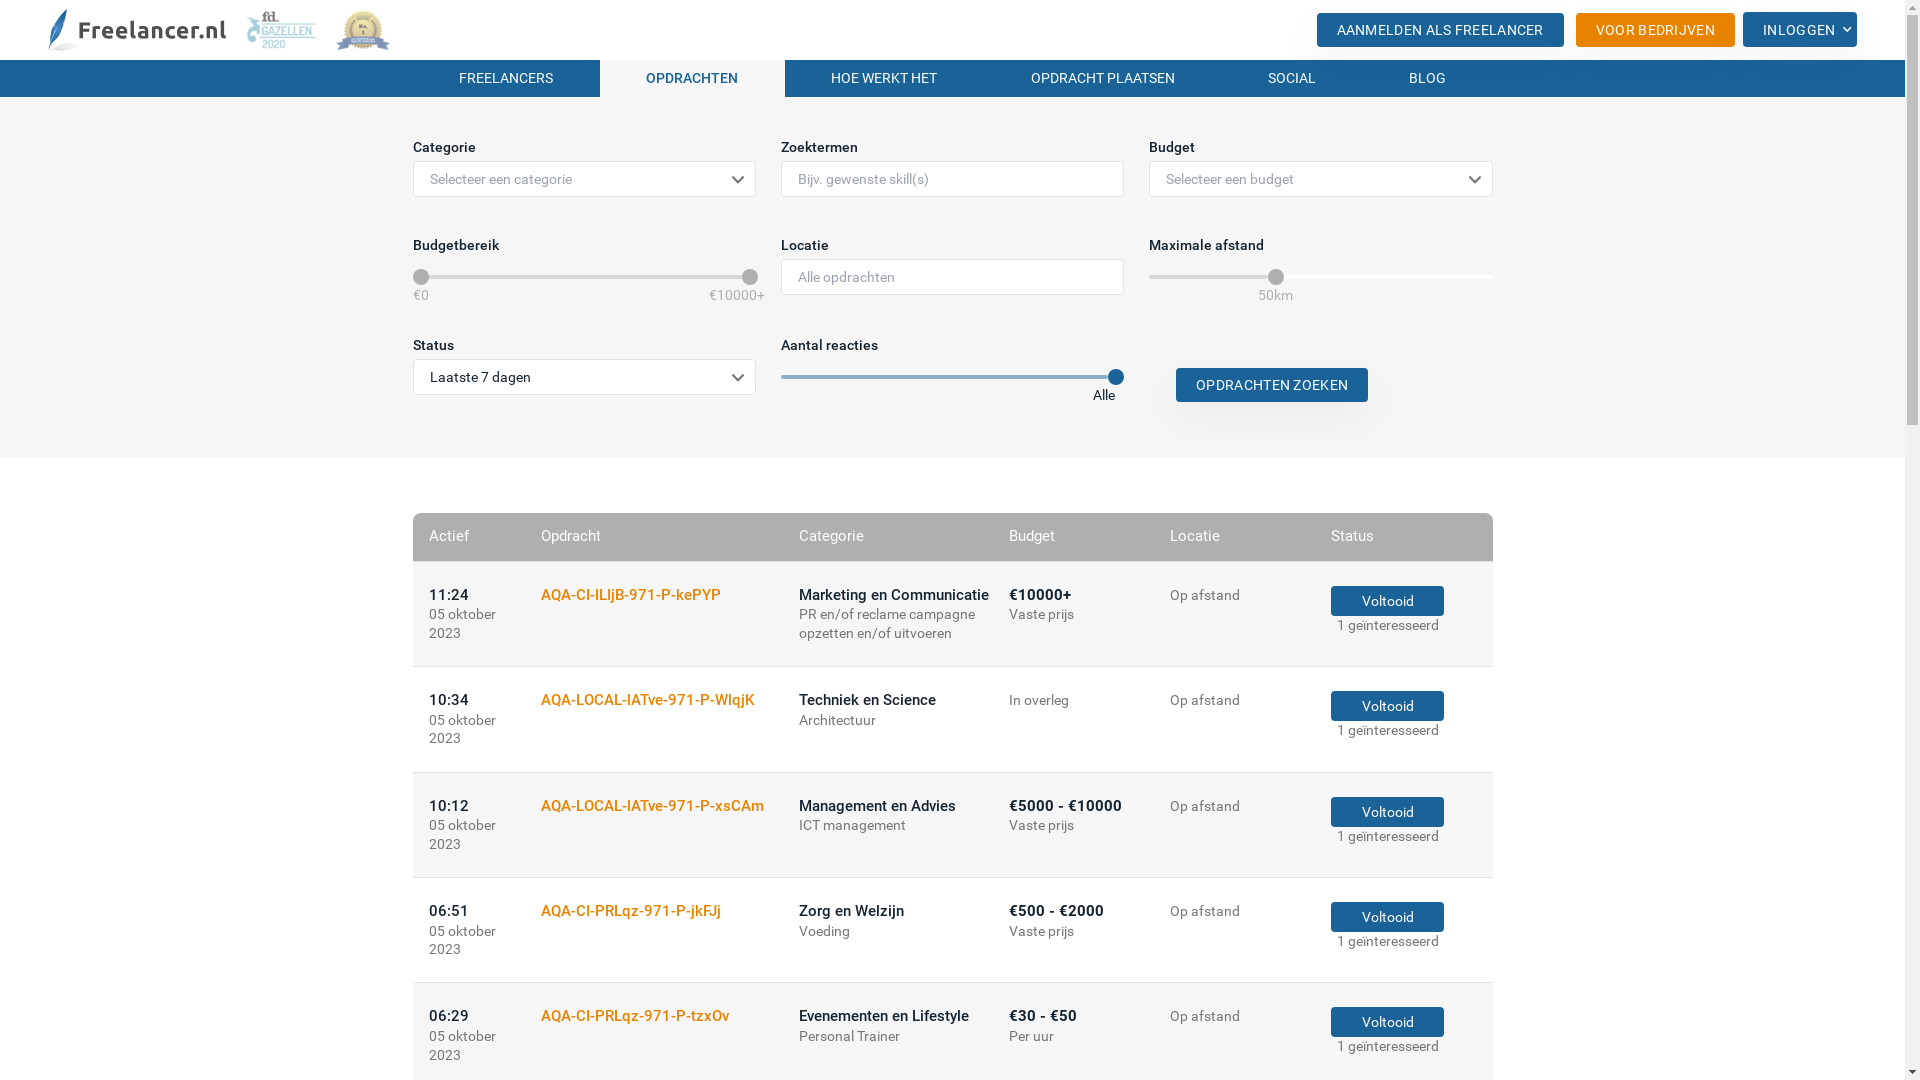 Freelancer.nl fd. GAZELLEN 2020 AANMELDEN ALS FREELANCER VOOR BEDRIJVEN INLOGGEN
FREELANCERS OPDRACHTEN HOE WERKT HET OPDRACHT PLAATSEN SOCIAL BLOG
Categorie Zoektermen Budget
Selecteer een categorie Bijv. gewenste skill(s) Selecteer een budget
Budgetbereik Locatie Maximale afstand
Alle opdrachten
€0 €10000+ 50km
Status Aantal reacties
Laatste 7 dagen OPDRACHTEN ZOEKEN
Alle
Actief Opdracht Categorie Budget Locatie Status
11:24 AQA-CI-lLIjB-971-P-kePYP Marketing en Communicatie €10000+ Op afstand Voltooid
05 oktober PR en/of reclame campagne Vaste prijs 1 geïnteresseerd
2023 opzetten en/of uitvoeren
10:34 AQA-LOCAL-IATve-971-P-WlqjK Techniek en Science In overleg Op afstand Voltooid
05 oktober Architectuur 1 geïnteresseerd
2023
10:12 AQA-LOCAL-IATve-971-P-xsCAm Management en Advies €5000 - €10000 Op afstand Voltooid
05 oktober ICT management Vaste prijs 1 geïnteresseerd
2023
06:51 AQA-CI-PRLqz-971-P-jkFJj Zorg en Welzijn €500 - €2000 Op afstand Voltooid
05 oktober Voeding Vaste prijs 1 geïnteresseerd
2023
06:29 AQA-CI-PRLqz-971-P-tzxOv Evenementen en Lifestyle €30 - €50 Op afstand Voltooid
05 oktober Personal Trainer Per uur 1 geïnteresseerd
2023